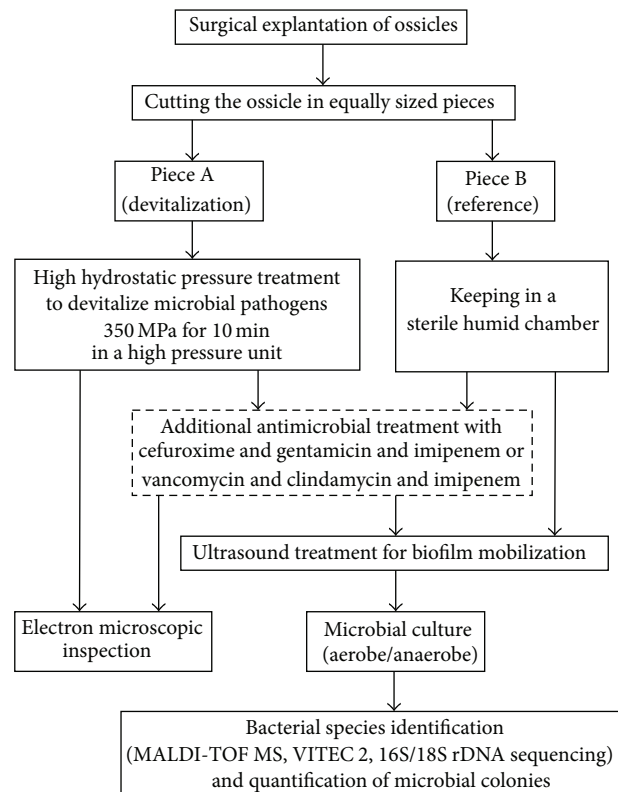 Surgical explantation of ossicles
Cutting the ossicle in equally sized pieces
Piece A
(devitalization)
Piece B
(reference)
High hydrostatic pressure treatment
to devitalize microbial pathogens
350 MPa for 10 min
in a high pressure unit
Keeping in a
sterile humid chamber
Additional antimicrobial treatment with
cefuroxime and gentamicin and imipenem or
vancomycin and clindamycin and imipenem
Ultrasound treatment for biofilm mobilization
Electron microscopic
inspection
Microbial culture
(aerobe/anaerobe)
Bacterial species identification
(MALDI-TOF MS, VITEC 2, 16S/18S rDNA sequencing)
and quantification of microbial colonies